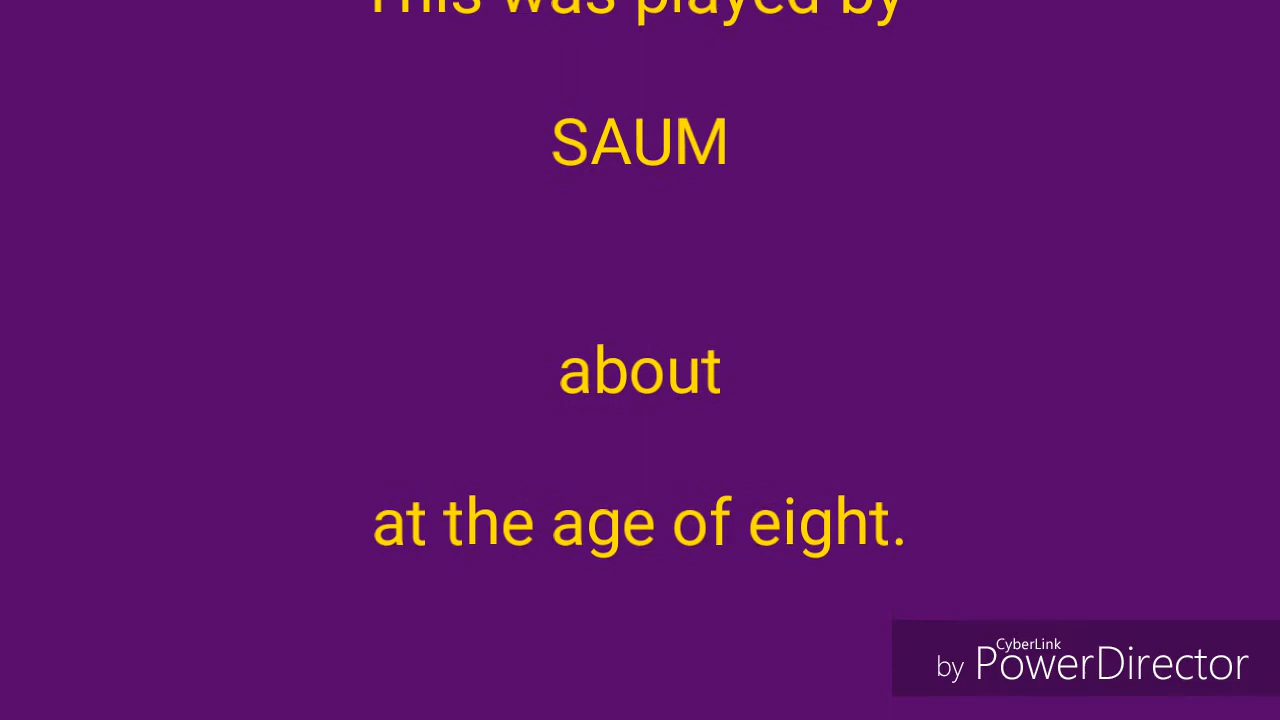 This was played by
SAUM
about
at the age of eight.
CyberLink
by PowerDirector